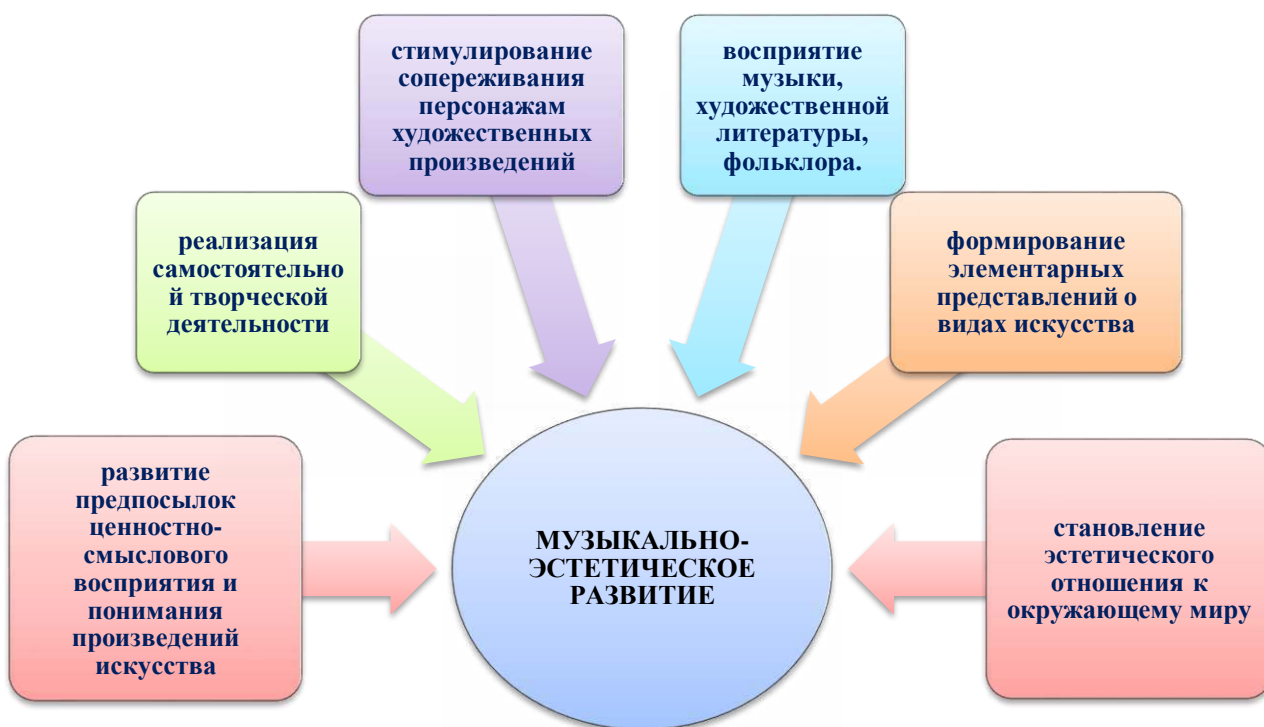 стимулирование
сопереживания
персонажам
художественных
произведений
восприятие
музыки,
художественной
литературы,
фольклора.
реализация
самостоятельно
й творческой
деятельности
формирование
элементарных
представлений о
видах искусства
развитие
предпосылок
ценностно-
смыслового
восприятия и
понимания
произведений
искусства
МУЗЫКАЛЬНО-
ЭСТЕТИЧЕСКОЕ
РАЗВИТИЕ
становление
эстетического
отношения к
окружающему миру